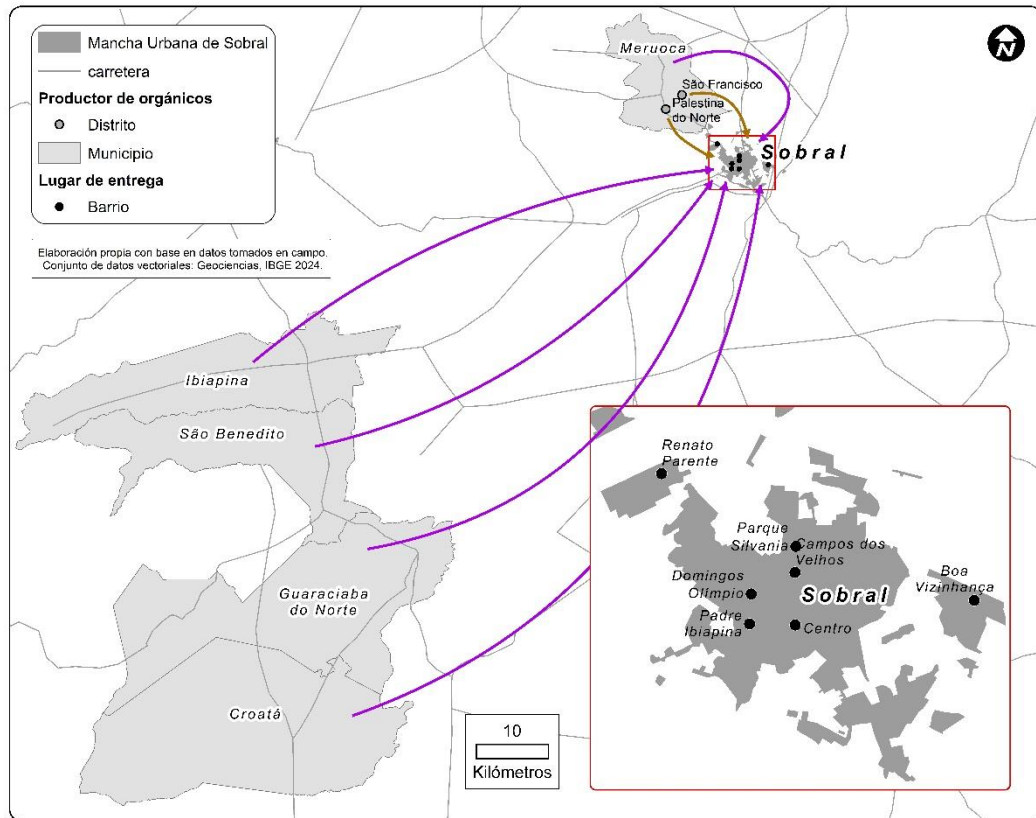 Mancha Urbana de Sobral
carretera
Productor de orgánicos
Distrito
Municipio
Lugar de entrega
Barrio
Elaboración propia con base en datos tomados en campo.
Conjunto de datos vectoriales: Geociencias, IBGE 2024.
N
Meruoca
São Francisco
Palestina
do Norte
Sobral
Ibiapina
São Benedito
Guaraciaba
do Norte
Croatá
10
Kilómetros
Renato
Parente
Parque
Silvania
Campos dos
Velhos
Domingos
Olímpio
Sobral
Boa
Vizinhança
Padre
Ibiapina
Centro